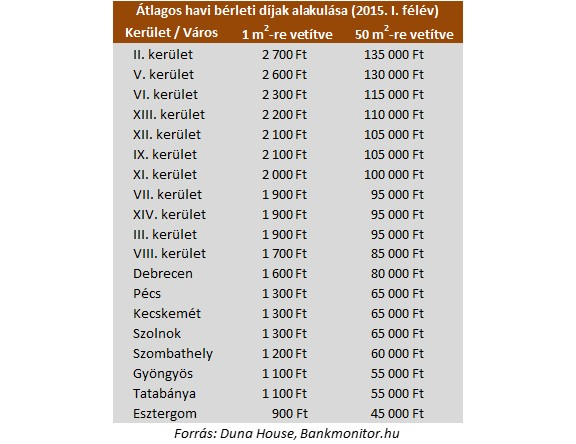 Átlagos havi bérleti díjak alakulása (2015. I. félév)
Kerület / Város 1 m²-re vetítve 50 m²-re vetítve
II. kerület 2 700 Ft 135 000 Ft
V. kerület 2 600 Ft 130 000 Ft
VI. kerület 2 300 Ft 115 000 Ft
XIII. kerület 2 200 Ft 110 000 Ft
XII. kerület 2 100 Ft 105 000 Ft
IX. kerület 2 100 Ft 105 000 Ft
XI. kerület 2 000 Ft 100 000 Ft
VII. kerület 1 900 Ft 95 000 Ft
XIV. kerület 1 900 Ft 95 000 Ft
III. kerület 1 900 Ft 95 000 Ft
VIII. kerület 1 700 Ft 85 000 Ft
Debrecen 1 600 Ft 80 000 Ft
Pécs 1 300 Ft 65 000 Ft
Kecskemét 1 300 Ft 65 000 Ft
Szolnok 1 300 Ft 65 000 Ft
Szombathely 1 200 Ft 60 000 Ft
Gyöngyös 1 100 Ft 55 000 Ft
Tatabánya 1 100 Ft 55 000 Ft
Esztergom 900 Ft 45 000 Ft
Forrás: Duna House, Bankmonitor.hu